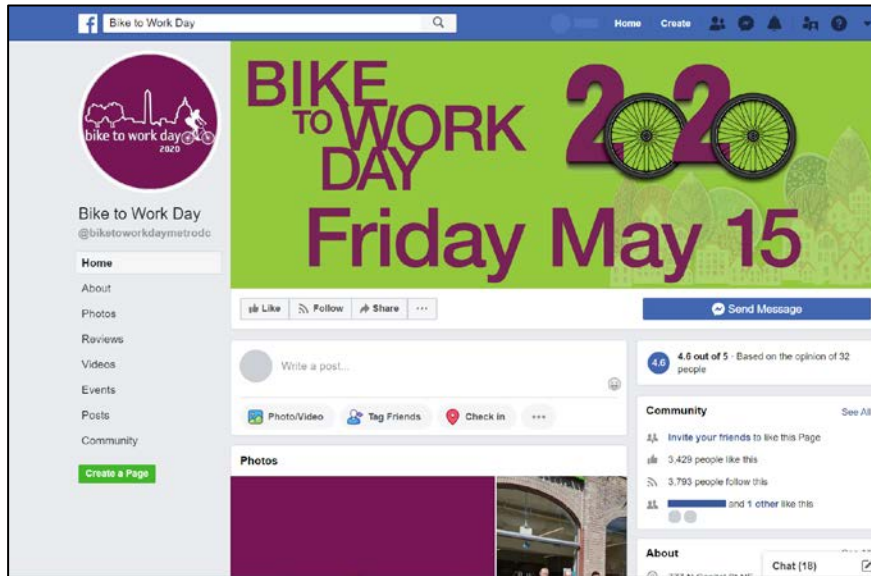 Bike to Work Day
Home Create
bike to work day
2020
BIKE
TO WORK
DAY
2020
Friday May 15
Bike to Work Day
@biketoworkdaymetrodc
Home
About
Photos
Reviews
Videos
Events
Posts
Community
Create a Page
Like Follow Share ...
Send Message
Write a post...
Photo/Video Tag Friends Check in ...
Photos
4.6 4.6 out of 5 · Based on the opinion of 32
people
Community See All
Invite your friends to like this Page
3,429 people like this
3,793 people follow this
and 1 other like this
About
Chat (18)